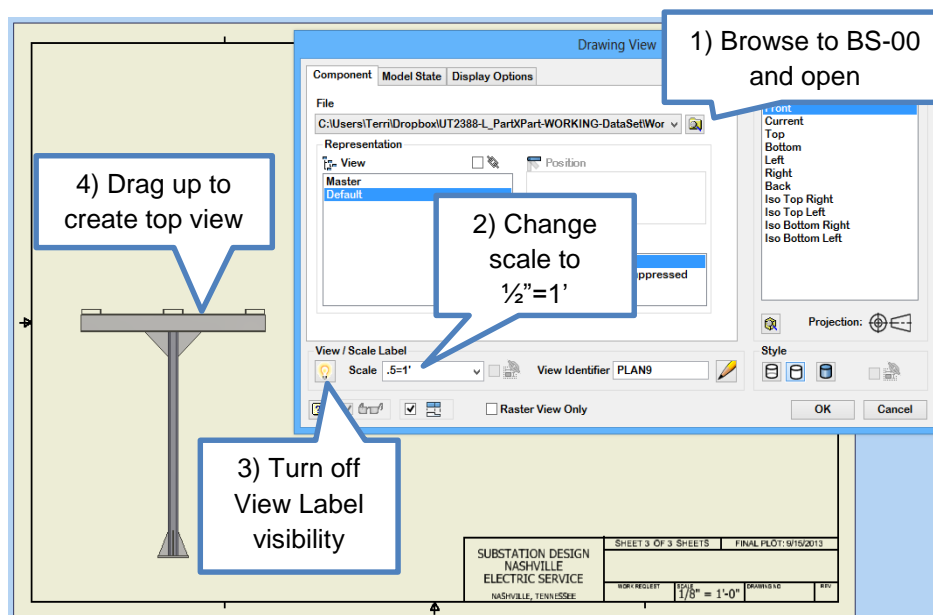 Drawing View
1) Browse to BS-00
and open
Component
Model State
Display Options
File
C:\Users\Terri\Dropbox\UT2388-L_PartXPart-WORKING-DataSet\Wor
Representation
View
Position
Master
Default
ppressed
Front
Current
Top
Bottom
Left
Right
Back
Iso Top Right
Iso Top Left
Iso Bottom Right
Iso Bottom Left
Projection:
4) Drag up to
create top view
2) Change
scale to
½”=1’
View / Scale Label
Scale
.5=1'
View Identifier
PLAN9
Style
Raster View Only
OK
Cancel
3) Turn off
View Label
visibility
SUBSTATION DESIGN
NASHVILLE
ELECTRIC SERVICE
NASHVILLE, TENNESSEE
SHEET 3 OF 3 SHEETS
FINAL PLOT: 9/15/2013
WORK REQUEST
SCALE
1/8" = 1'-0"
DRAWING NO
REV